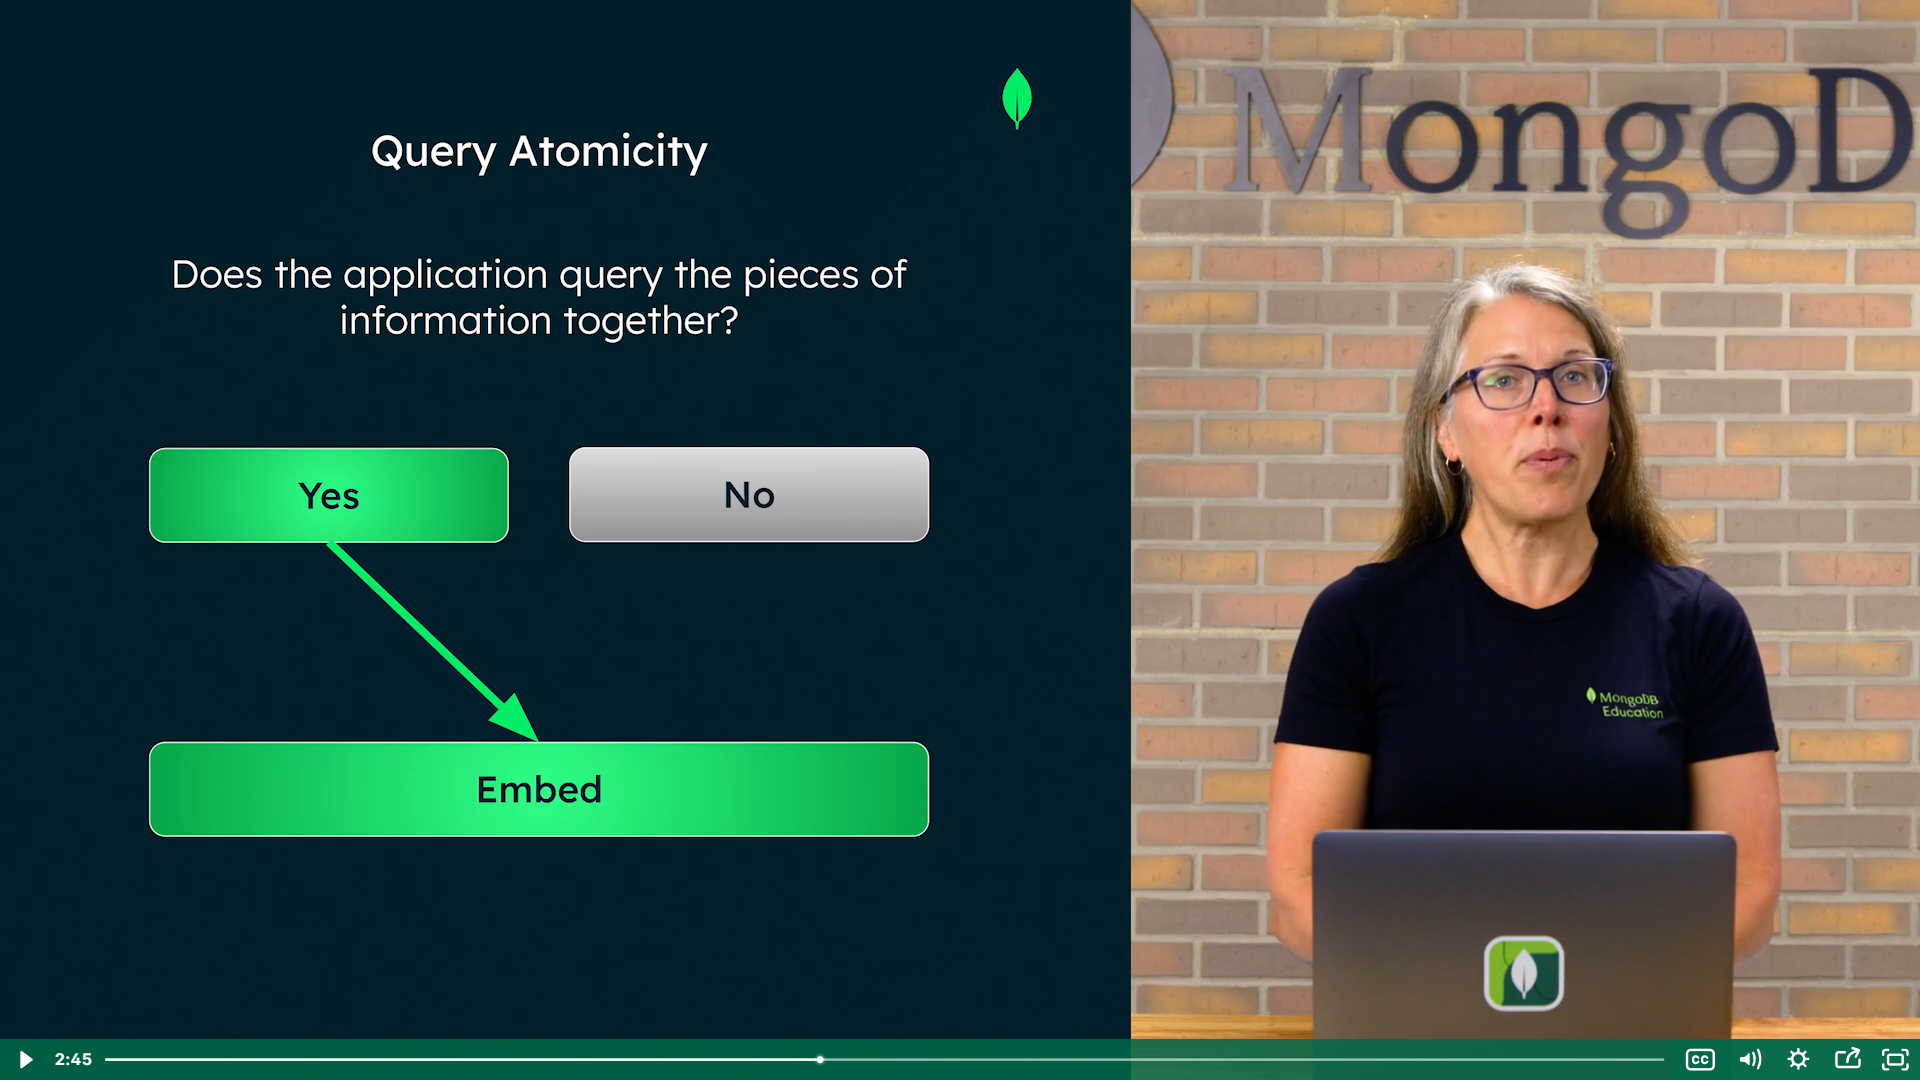 Query Atomicity
Does the application query the pieces of
information together?
Yes
No
Embed
MongoD
MongoDB
Education
2:45
CC